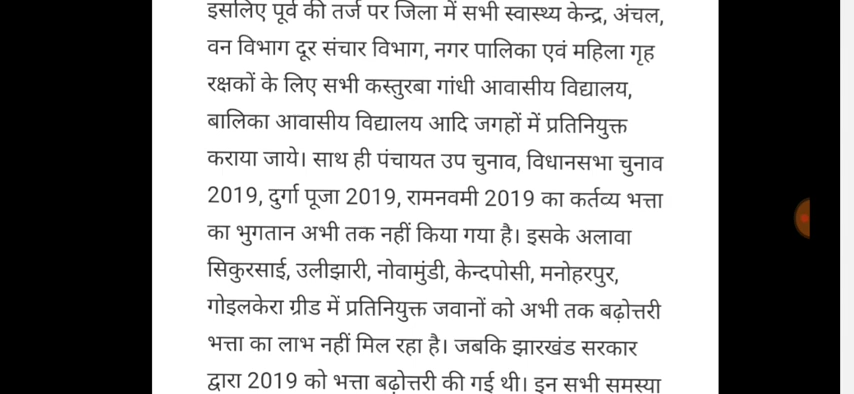 इसलिए पूर्व की तर्ज पर जिला में सभी स्वास्थ्य केन्द्र, अंचल,
वन विभाग दूर संचार विभाग, नगर पालिका एवं महिला गृह
रक्षकों के लिए सभी कस्तुरबा गांधी आवासीय विद्यालय,
बालिका आवासीय विद्यालय आदि जगहों में प्रतिनियुक्त
कराया जाये। साथ ही पंचायत उप चुनाव, विधानसभा चुनाव
2019, दुर्गा पूजा 2019, रामनवमी 2019 का कर्तव्य भत्ता
का भुगतान अभी तक नहीं किया गया है। इसके अलावा
सिकुरसाई, उलीझारी, नोवामुंडी, केन्दपोसी, मनोहरपुर,
गोइलकेरा ग्रीड में प्रतिनियुक्त जवानों को अभी तक बढ़ोत्तरी
भत्ता का लाभ नहीं मिल रहा है। जबकि झारखंड सरकार
द्वारा 2019 को भत्ता बढ़ोत्तरी की गई थी। इन सभी समस्या